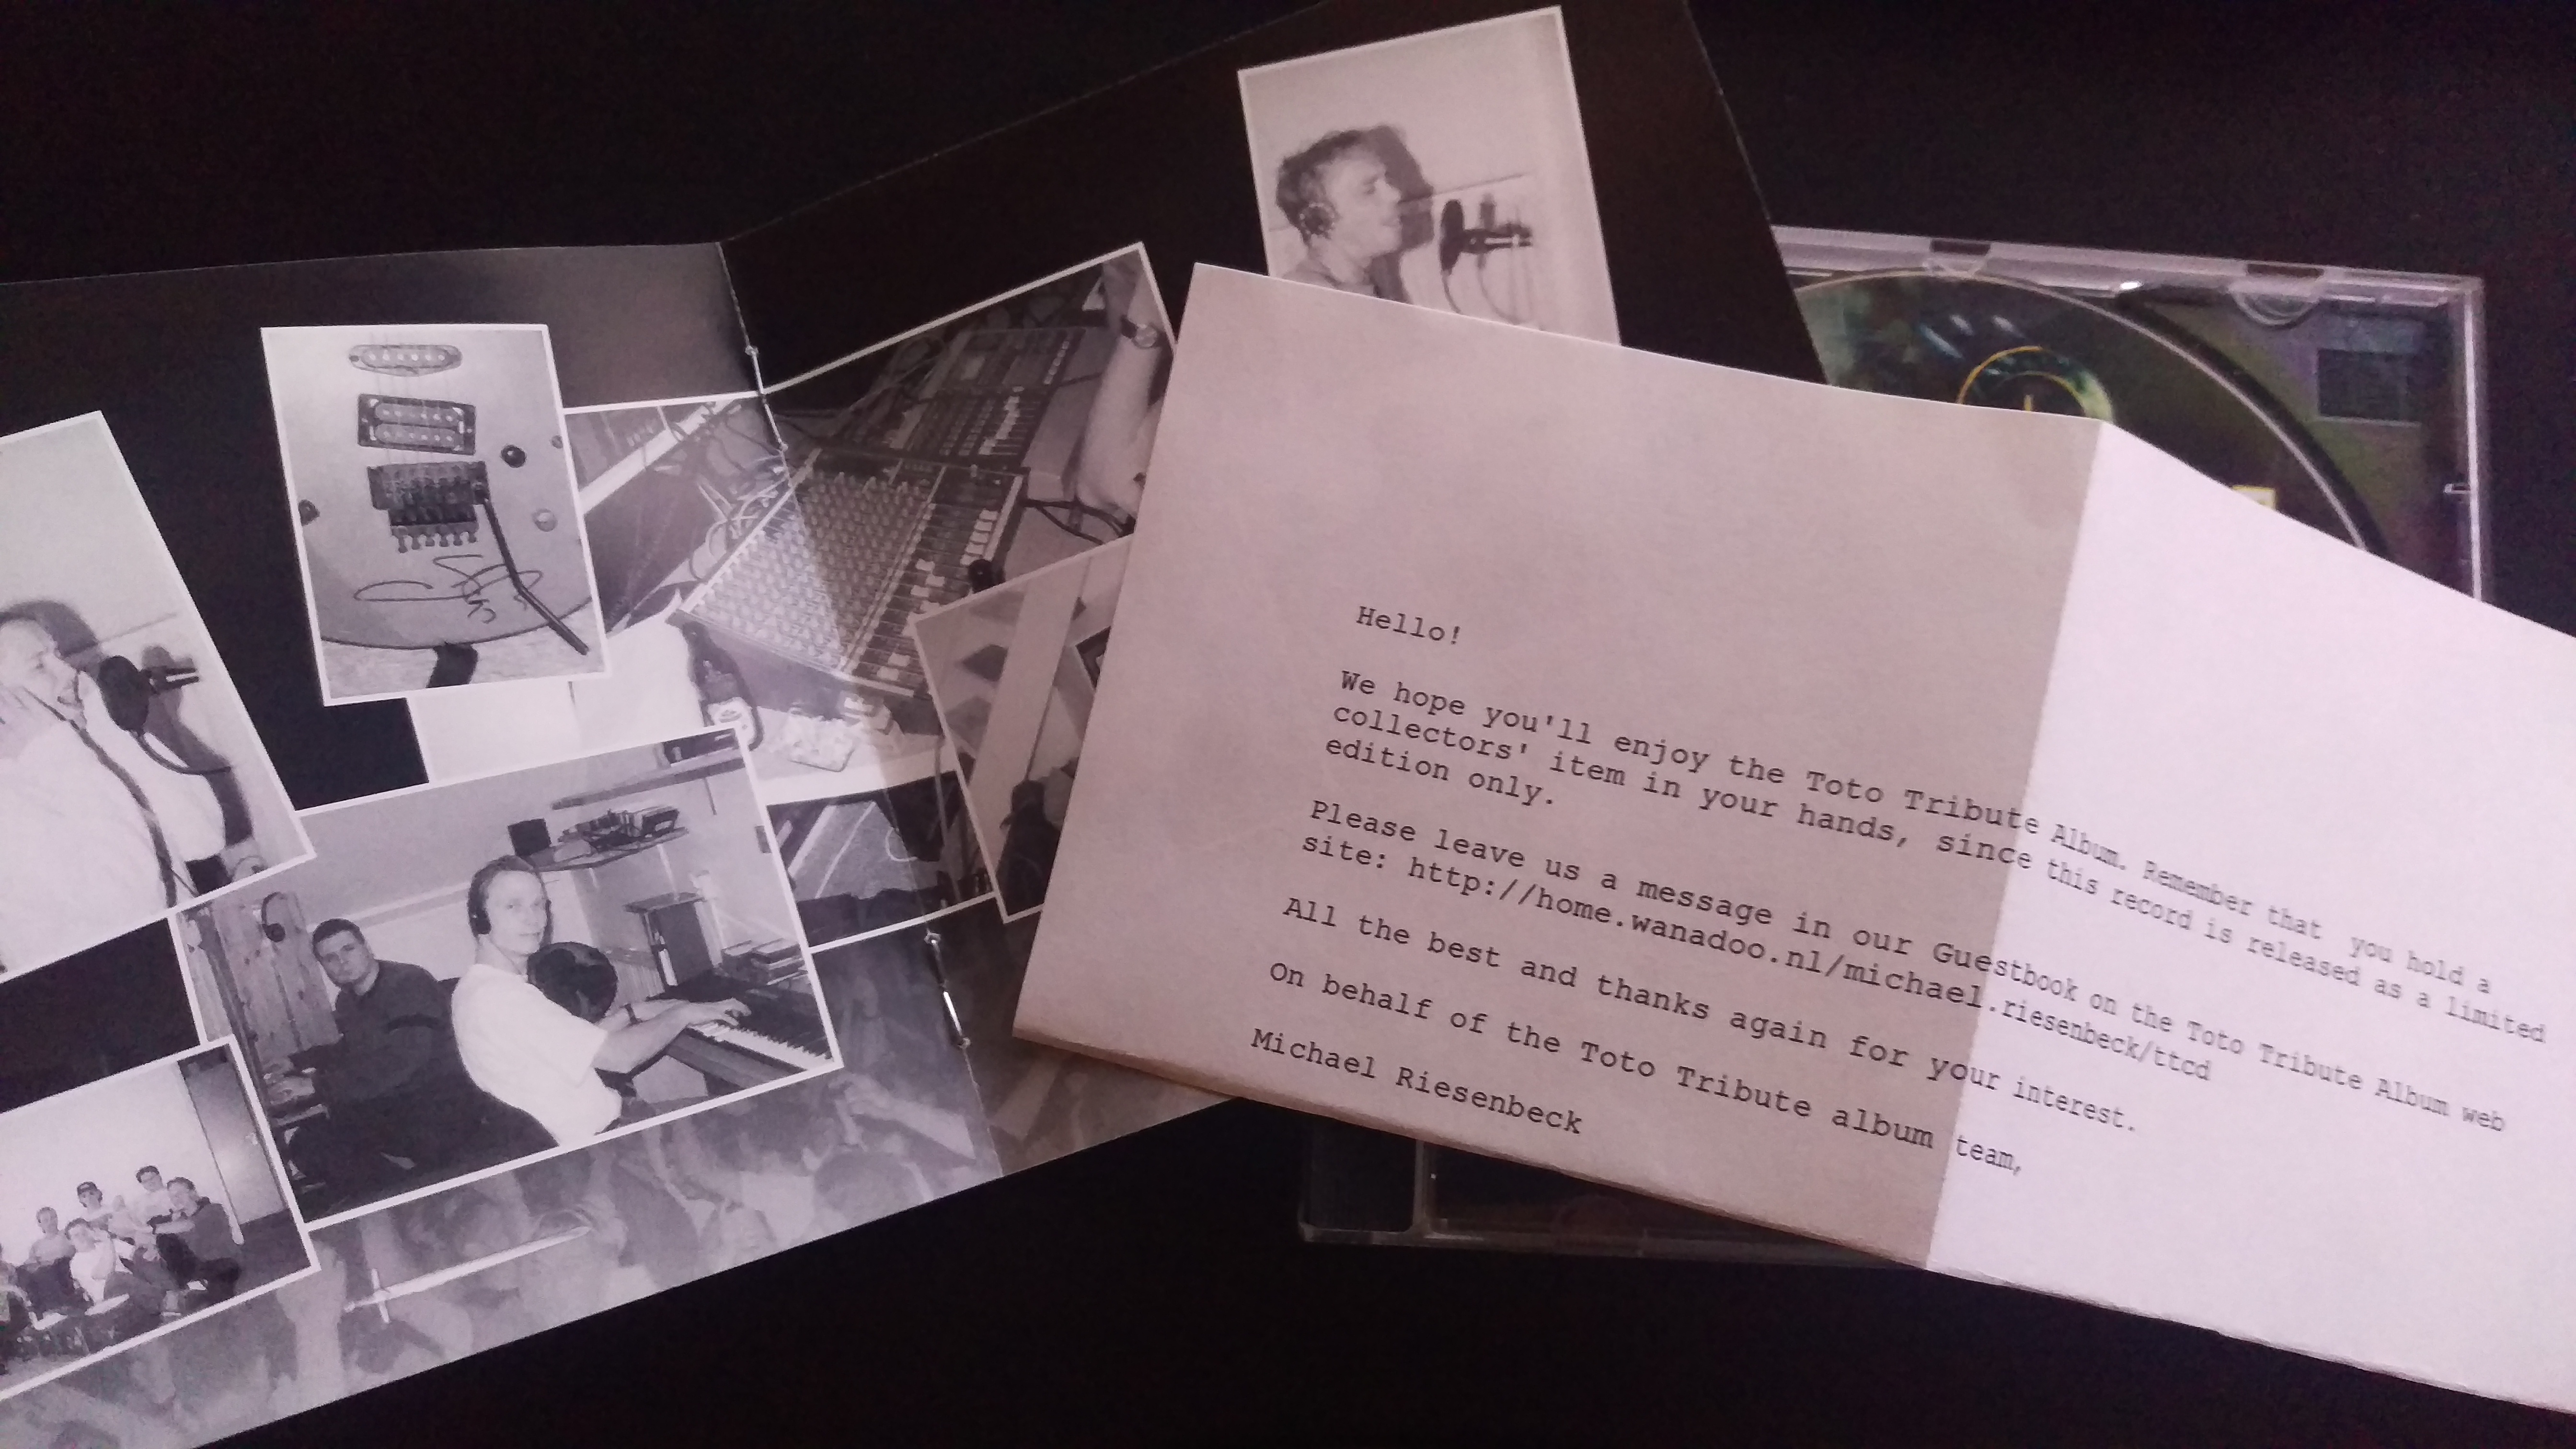 Hello!
We hope you'll enjoy the Toto Tribute Album. Remember that you hold a
collectors' item in your hands, since this record is released as a limited
edition only.
Please leave us a message in our Guestbook on the Toto Tribute Album web
site: http://home.wanadoo.nl/michael.riesenbeck/ttcd
All the best and thanks again for your interest.
On behalf of the Toto Tribute album team,
Michael Riesenbeck